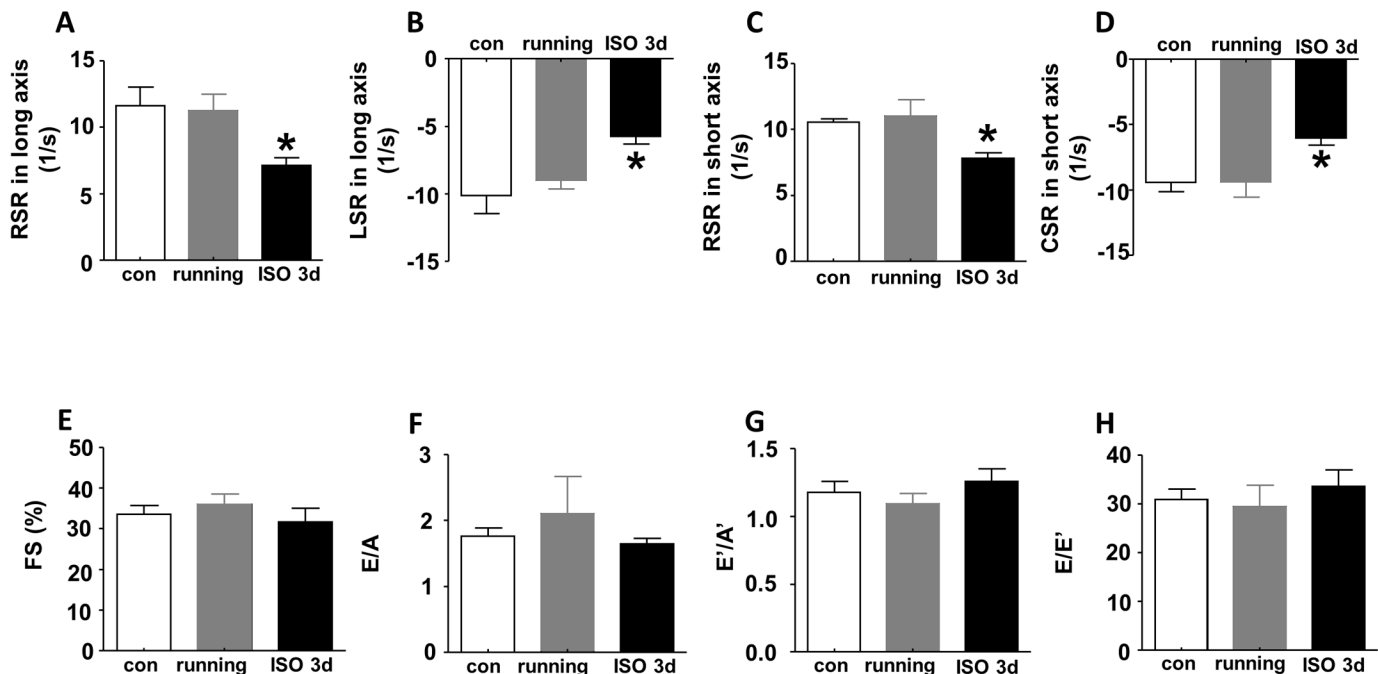 A
RSR in long axis
(1/s)
15
10
5
0
*
con running ISO 3d
B
LSR in long axis
(1/s)
con running ISO 3d
0
-5
-10
-15
*
C
RSR in short axis
(1/s)
15
10
5
0
*
con running ISO 3d
D
CSR in short axis
(1/s)
con running ISO 3d
0
-5
-10
-15
*
E
FS (%)
50
40
30
20
10
0
con running ISO 3d
F
E/A
3
2
1
0
con running ISO 3d
G
E'/A'
1.5
1.0
0.5
0.0
con running ISO 3d
H
E/E'
40
30
20
10
0
con running ISO 3d